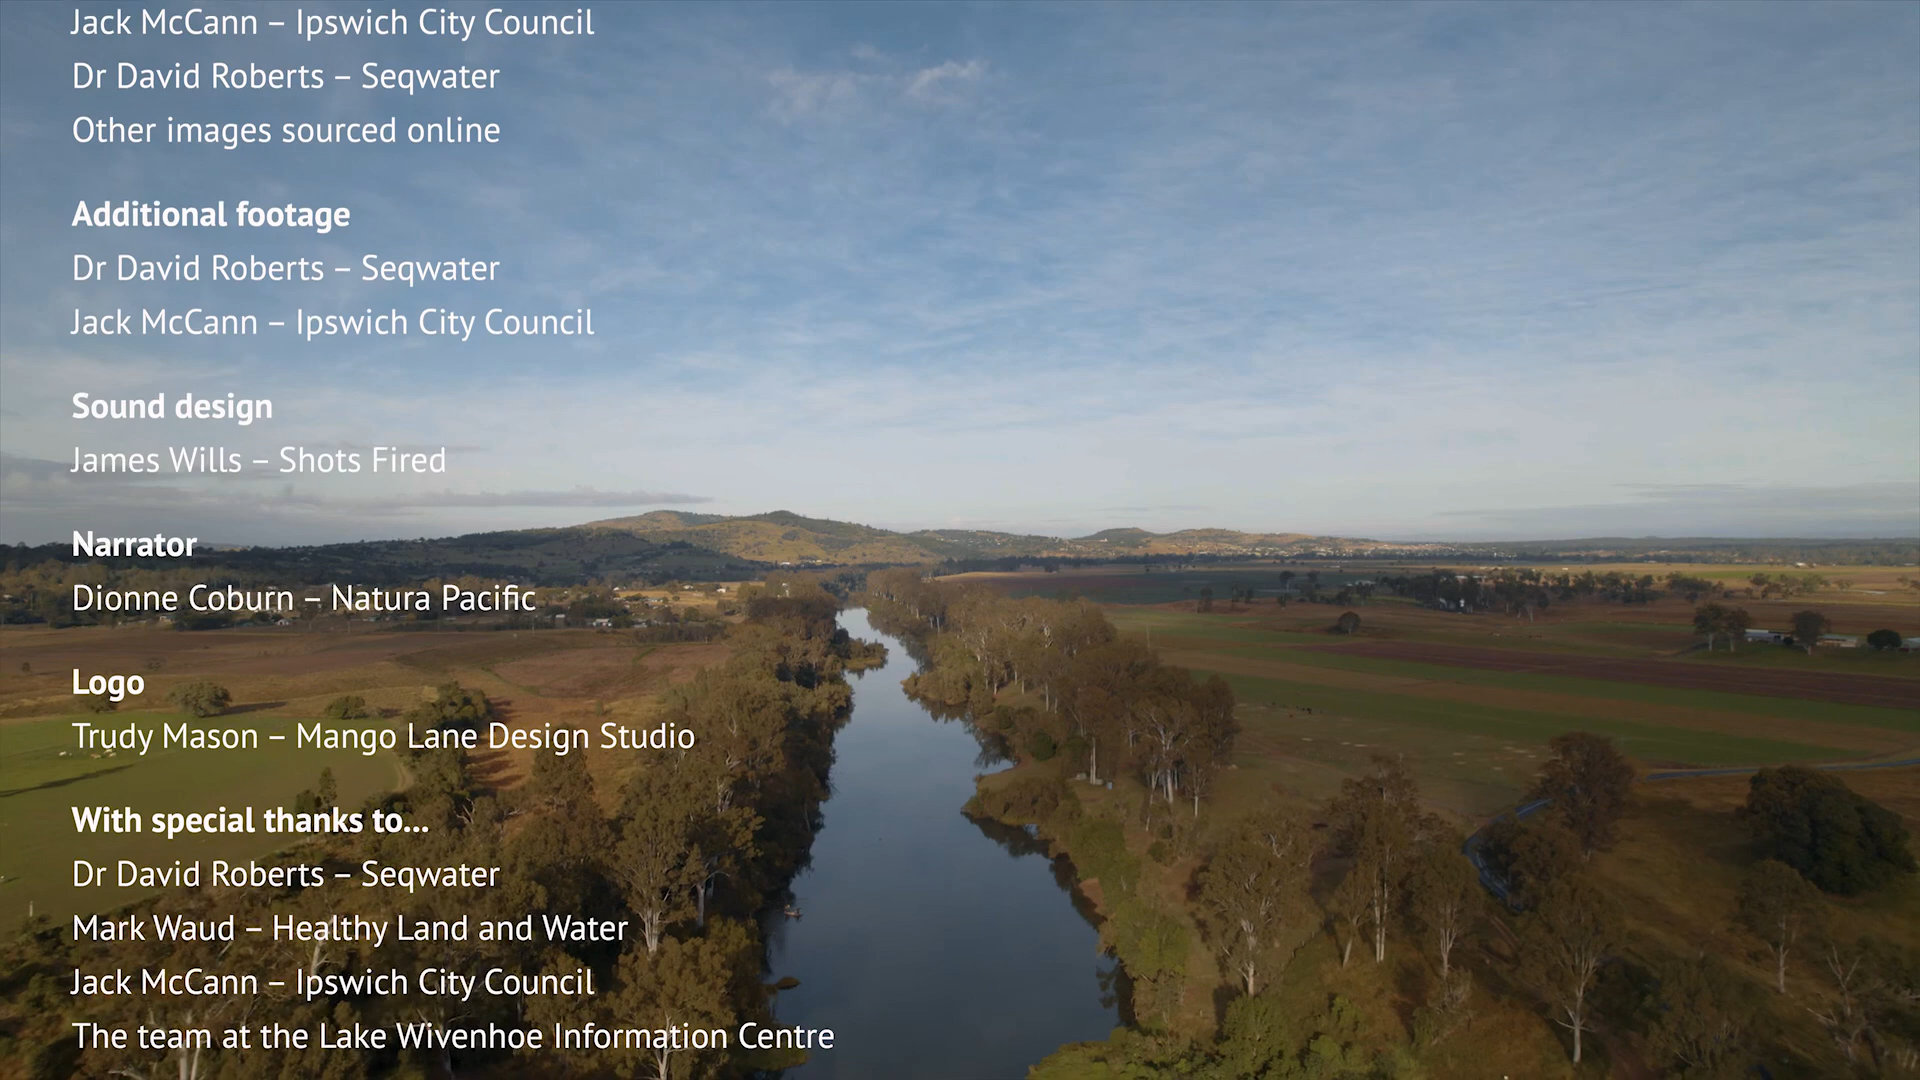 Jack McCann – Ipswich City Council
Dr David Roberts – Seqwater
Other images sourced online
Additional footage
Dr David Roberts – Seqwater
Jack McCann – Ipswich City Council
Sound design
James Wills – Shots Fired
Narrator
Dionne Coburn – Natura Pacific
Logo
Trudy Mason – Mango Lane Design Studio
With special thanks to...
Dr David Roberts – Seqwater
Mark Waud – Healthy Land and Water
Jack McCann – Ipswich City Council
The team at the Lake Wivenhoe Information Centre